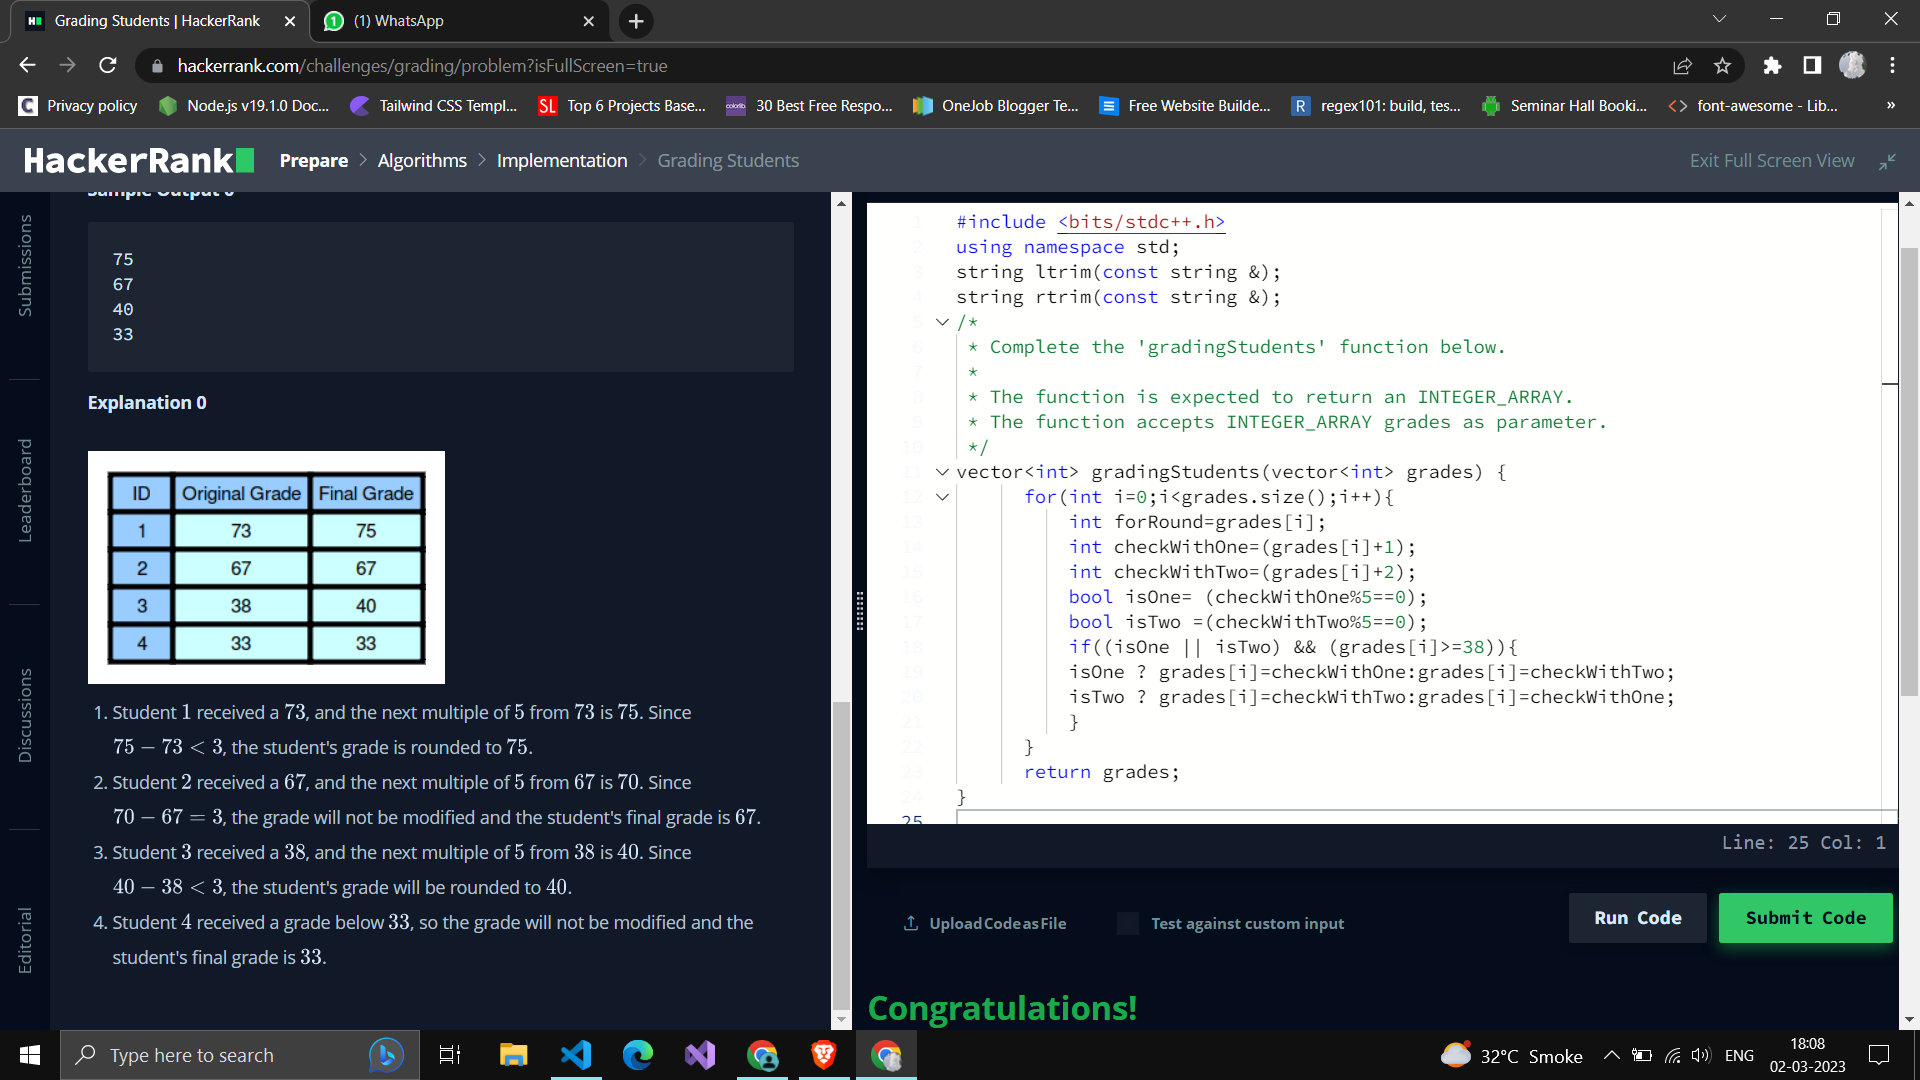 Grading Students | HackerRank
(1) WhatsApp
hackerrank.com/challenges/grading/problem?isFullScreen=true
Privacy policy
Node.js v19.1.0 Doc...
Tailwind CSS Templ...
SL
Top 6 Projects Base...
30 Best Free Respo...
OneJob Blogger Te...
Free Website Builde...
R
regex101: build, tes...
Seminar Hall Booki...
font-awesome - Lib...
»
HackerRank
Prepare
Algorithms
Implementation
Grading Students
Exit Full Screen View
Submissions
Leaderboard
Discussions
Editorial
Sample Output 0
75
67
40
33
Explanation 0
ID Original Grade Final Grade
1 73 75
2 67 67
3 38 40
4 33 33
1. Student 1 received a 73, and the next multiple of 5 from 73 is 75. Since
75 − 73 < 3, the student's grade is rounded to 75.
2. Student 2 received a 67, and the next multiple of 5 from 67 is 70. Since
70 − 67 = 3, the grade will not be modified and the student's final grade is 67.
3. Student 3 received a 38, and the next multiple of 5 from 38 is 40. Since
40 − 38 < 3, the student's grade will be rounded to 40.
4. Student 4 received a grade below 33, so the grade will not be modified and the
student's final grade is 33.
1 #include <bits/stdc++.h>
2 using namespace std;
3 string ltrim(const string &);
4 string rtrim(const string &);
5 /*
6 * Complete the 'gradingStudents' function below.
7 *
8 * The function is expected to return an INTEGER_ARRAY.
9 * The function accepts INTEGER_ARRAY grades as parameter.
10 */
11 vector<int> gradingStudents(vector<int> grades) {
12 for(int i=0;i<grades.size();i++){
13 int forRound=grades[i];
14 int checkWithOne=(grades[i]+1);
15 int checkWithTwo=(grades[i]+2);
16 bool isOne= (checkWithOne%5==0);
17 bool isTwo =(checkWithTwo%5==0);
18 if((isOne || isTwo) && (grades[i]>=38)){
19 isOne ? grades[i]=checkWithOne:grades[i]=checkWithTwo;
20 isTwo ? grades[i]=checkWithTwo:grades[i]=checkWithOne;
21 }
22 }
23 return grades;
24 }
25
Line: 25 Col: 1
Upload Code as File
Test against custom input
Run Code
Submit Code
Congratulations!
Type here to search
32°C Smoke
ENG
18:08
02-03-2023